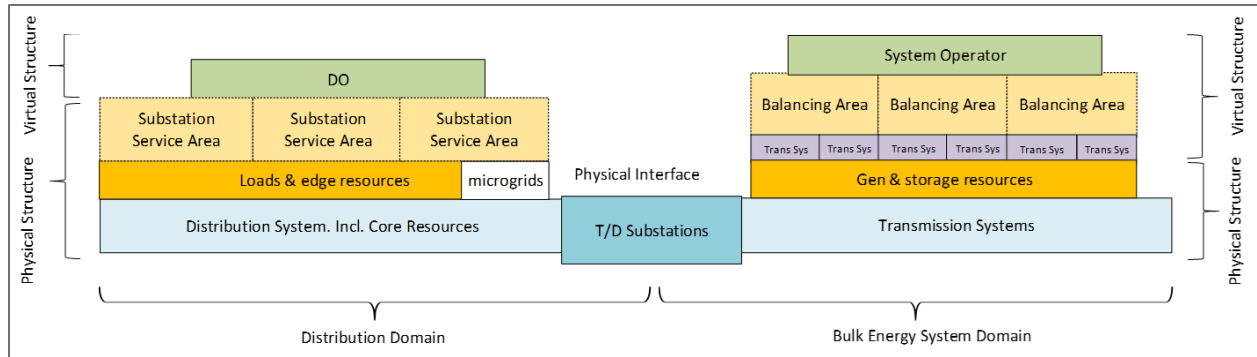 Virtual Structure
Physical Structure
DO
Substation
Service Area
Substation
Service Area
Substation
Service Area
Loads & edge resources
microgrids
Distribution System. Incl. Core Resources
Physical Interface
T/D Substations
System Operator
Balancing Area
Balancing Area
Balancing Area
Trans Sys
Trans Sys
Trans Sys
Trans Sys
Trans Sys
Trans Sys
Gen & storage resources
Transmission Systems
Virtual Structure
Physical Structure
Distribution Domain
Bulk Energy System Domain